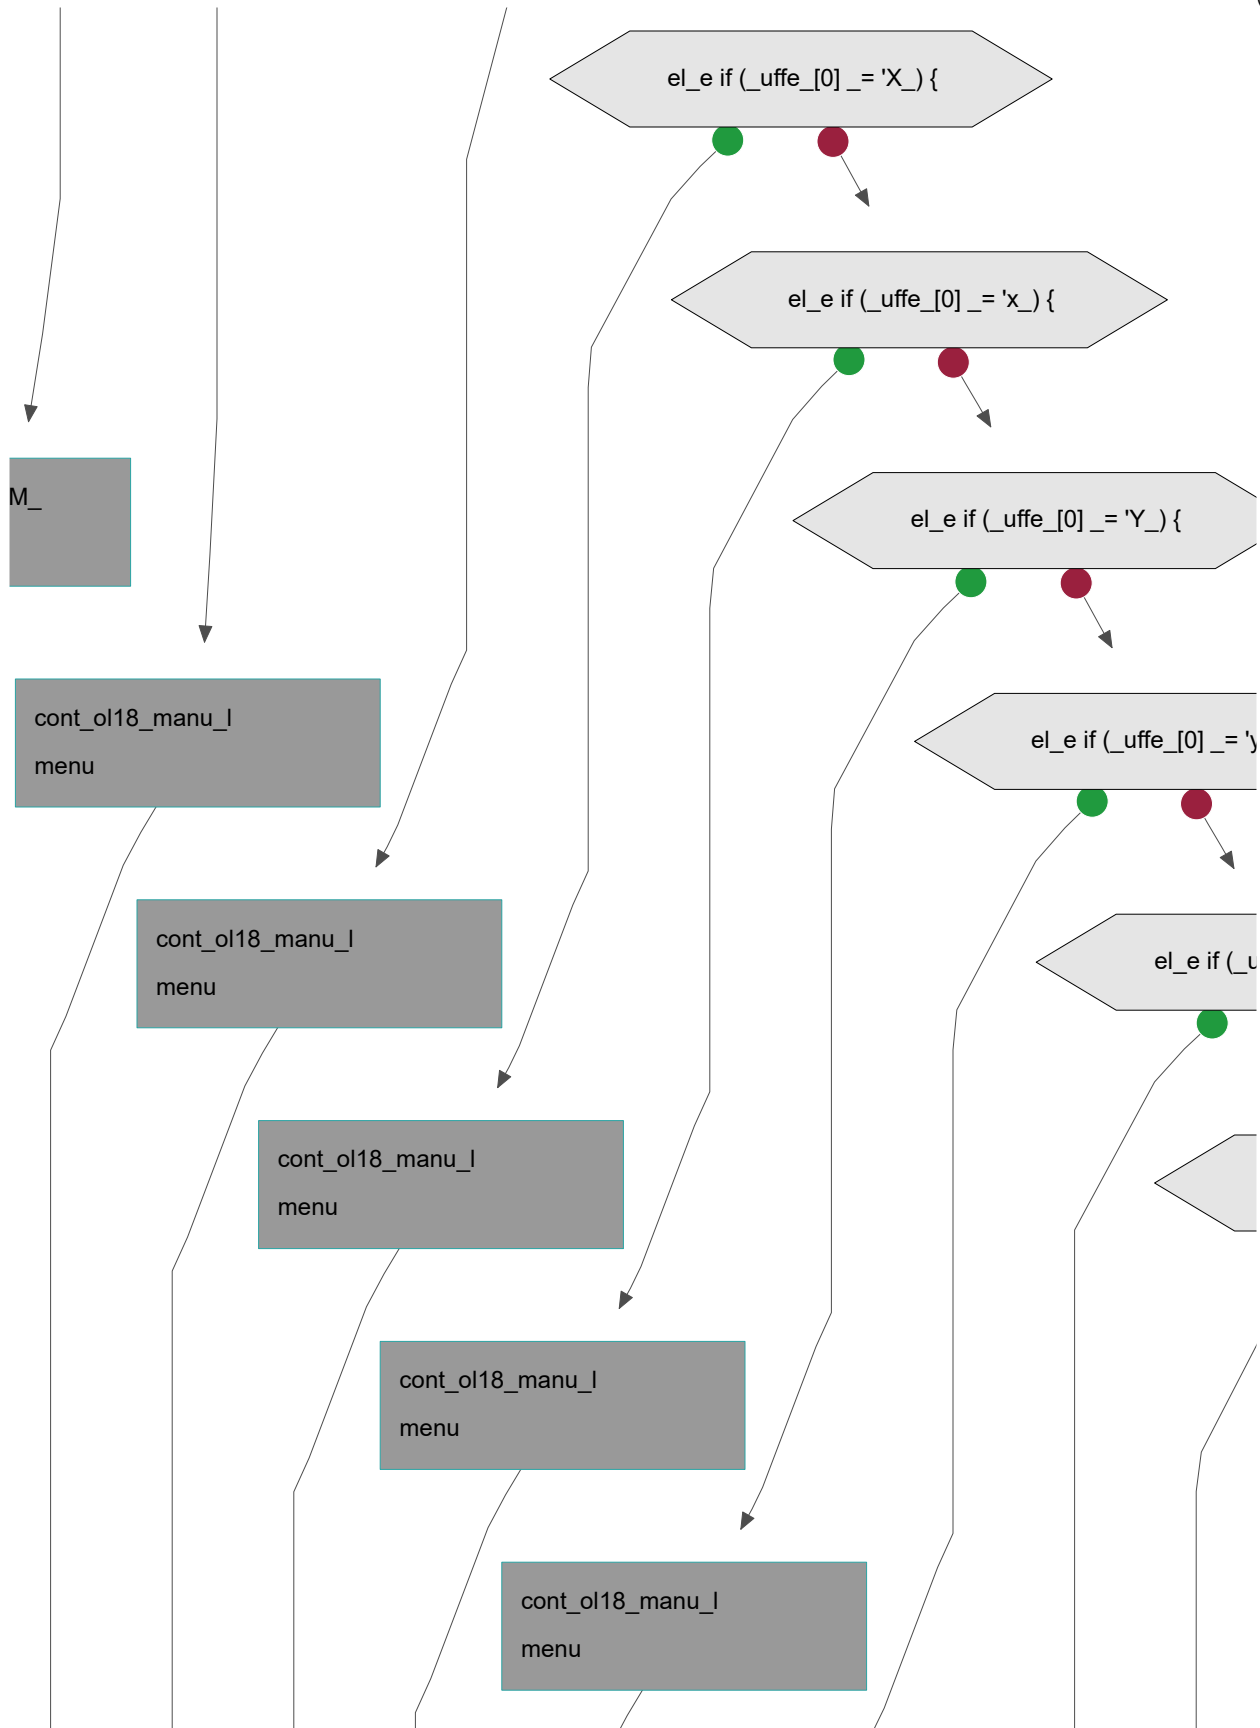 el_e if (_uffe_[0] _= 'X_) {
el_e if (_uffe_[0] _= 'x_) {
M_
el_e if (_uffe_[0] _= 'Y_) {
cont_ol18_manu_l
menu
el_e if (_uffe_[0] _= 'y
cont_ol18_manu_l
menu
el_e if (_u
cont_ol18_manu_l
menu
cont_ol18_manu_l
menu
cont_ol18_manu_l
menu